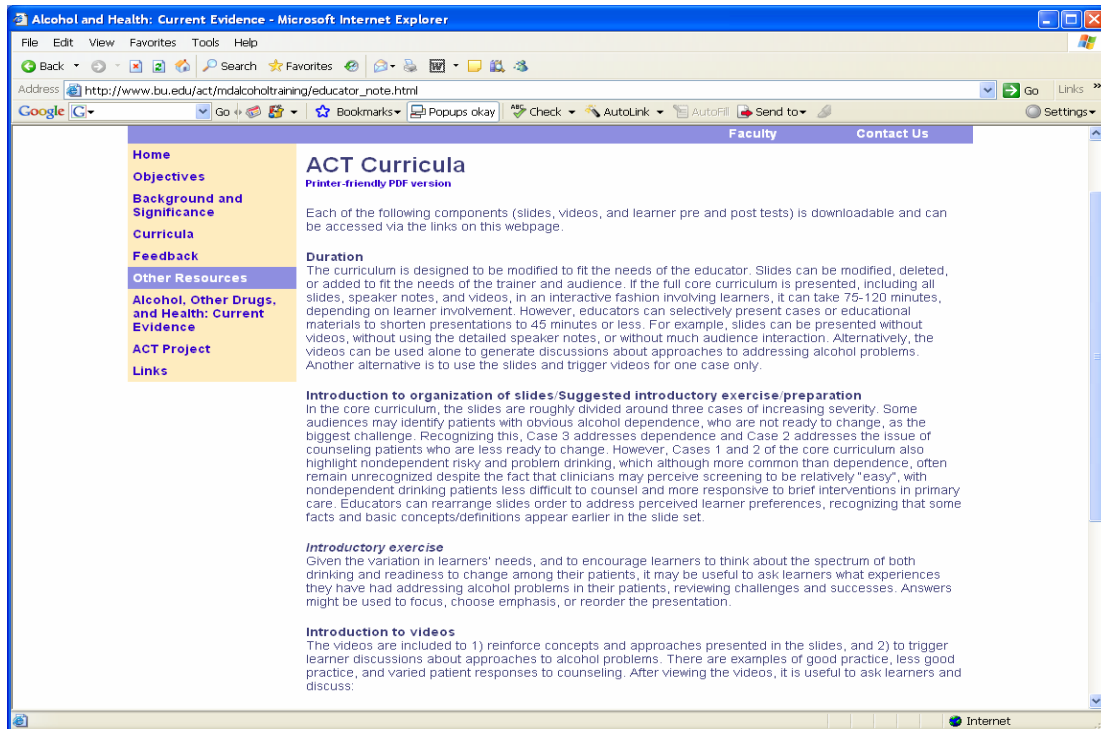 Alcohol and Health: Current Evidence - Microsoft Internet Explorer
File Edit View Favorites Tools Help
Back Search Favorites
Address http://www.bu.edu/act/mdalcoholtraining/educator_note.html Go Links »
Google G Go Bookmarks Popups okay ABC Check AutoLink AutoFill Send to Settings
Faculty Contact Us
Home
Objectives
Background and
Significance
Curricula
Feedback
Other Resources
Alcohol, Other Drugs,
and Health: Current
Evidence
ACT Project
Links
ACT Curricula
Printer-friendly PDF version
Each of the following components (slides, videos, and learner pre and post tests) is downloadable and can
be accessed via the links on this webpage.
Duration
The curriculum is designed to be modified to fit the needs of the educator. Slides can be modified, deleted,
or added to fit the needs of the trainer and audience. If the full core curriculum is presented, including all
slides, speaker notes, and videos, in an interactive fashion involving learners, it can take 75-120 minutes,
depending on learner involvement. However, educators can selectively present cases or educational
materials to shorten presentations to 45 minutes or less. For example, slides can be presented without
videos, without using the detailed speaker notes, or without much audience interaction. Alternatively, the
videos can be used alone to generate discussions about approaches to addressing alcohol problems.
Another alternative is to use the slides and trigger videos for one case only.
Introduction to organization of slides/Suggested introductory exercise/preparation
In the core curriculum, the slides are roughly divided around three cases of increasing severity. Some
audiences may identify patients with obvious alcohol dependence, who are not ready to change, as the
biggest challenge. Recognizing this, Case 3 addresses dependence and Case 2 addresses the issue of
counseling patients who are less ready to change. However, Cases 1 and 2 of the core curriculum also
highlight nondependent risky and problem drinking, which although more common than dependence, often
remain unrecognized despite the fact that clinicians may perceive screening to be relatively "easy", with
nondependent drinking patients less difficult to counsel and more responsive to brief interventions in primary
care. Educators can rearrange slides order to address perceived learner preferences, recognizing that some
facts and basic concepts/definitions appear earlier in the slide set.
Introductory exercise
Given the variation in learners' needs, and to encourage learners to think about the spectrum of both
drinking and readiness to change among their patients, it may be useful to ask learners what experiences
they have had addressing alcohol problems in their patients, reviewing challenges and successes. Answers
might be used to focus, choose emphasis, or reorder the presentation.
Introduction to videos
The videos are included to 1) reinforce concepts and approaches presented in the slides, and 2) to trigger
learner discussions about approaches to alcohol problems. There are examples of good practice, less good
practice, and varied patient responses to counseling. After viewing the videos, it is useful to ask learners and
discuss:
Internet